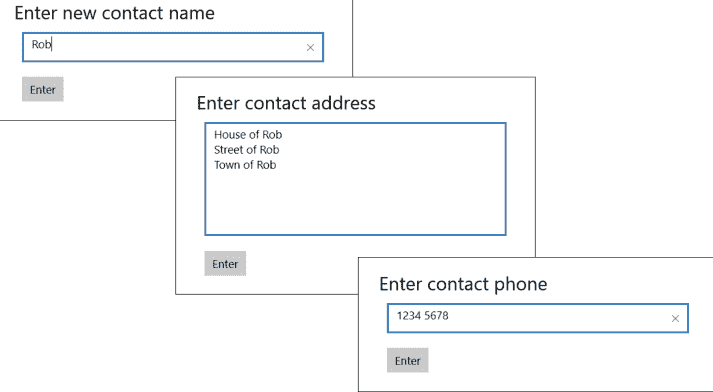 Enter new contact name
Rob
Enter
Enter contact address
House of Rob
Street of Rob
Town of Rob
Enter
Enter contact phone
1234 5678
Enter